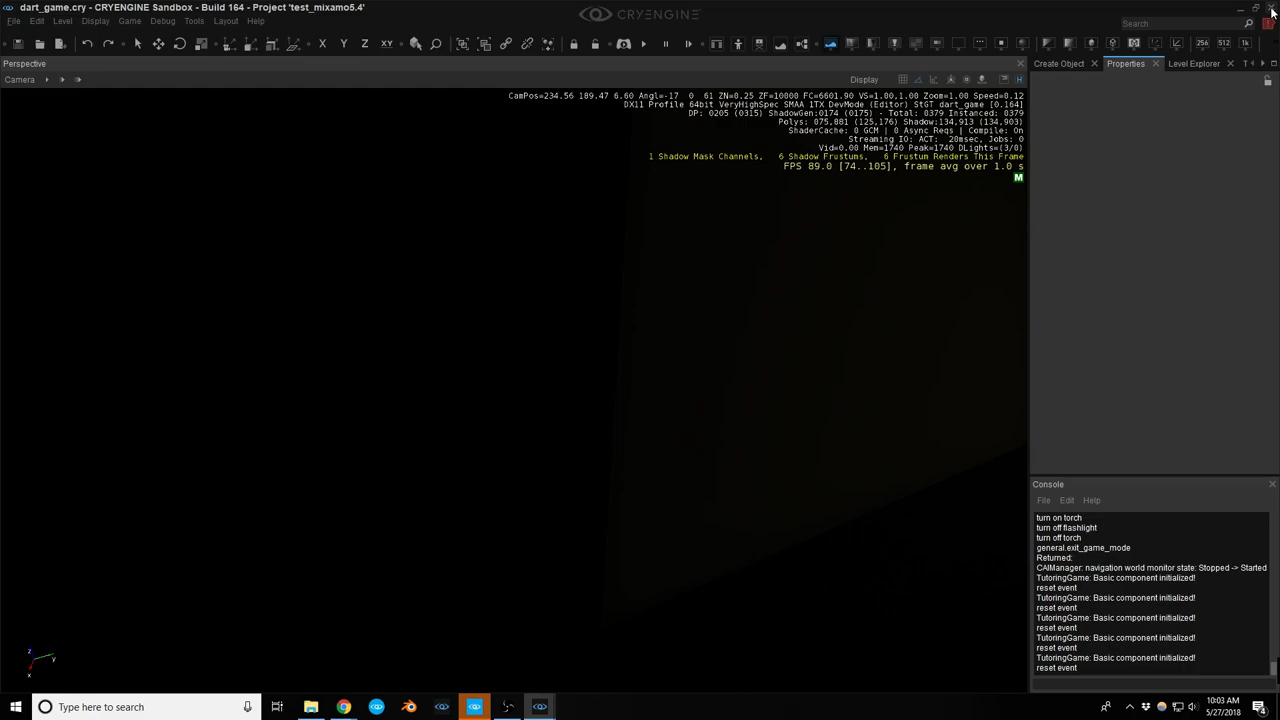 dart_game.cry - CRYENGINE Sandbox - Build 164 - Project 'test_mixamo5.4'
CRYENGINE
File Edit Level Display Game Debug Tools Layout Help
Search
X Y Z
256 512 1k
Perspective
Create Object Properties Level Explorer T
Camera
Display
CamPos=234.56 189.47 6.60 Angl=-17 0 61 ZN=0.25 ZF=10000 FC=6601.90 VS=1.00,1.00 Zoom=1.00 Speed=0.12
DX11 Profile 64bit VeryHighSpec SMAA 1TX DevMode (Editor) StGT dart_game [0.164]
DP: 0205 (0315) ShadowGen:0174 (0175) - Total: 0379 Instanced: 0379
Polys: 075,881 (125,176) Shadow:134,913 (134,903)
ShaderCache: 0 GCM | 0 Async Reqs | Compile: On
Streaming IO: ACT: 20msec, Jobs: 0
Vid=0.00 Mem=1740 Peak=1740 DLights=(3/0)
1 Shadow Mask Channels, 6 Shadow Frustums, 6 Frustum Renders This Frame
FPS 89.0 [74..105], frame avg over 1.0 s
M
Console
File Edit Help
turn on torch
turn off flashlight
turn off torch
general.exit_game_mode
Returned:
CAIManager: navigation world monitor state: Stopped -> Started
TutoringGame: Basic component initialized!
reset event
TutoringGame: Basic component initialized!
reset event
TutoringGame: Basic component initialized!
reset event
TutoringGame: Basic component initialized!
reset event
TutoringGame: Basic component initialized!
reset event
z
y
x
Type here to search
10:03 AM
5/27/2018
4